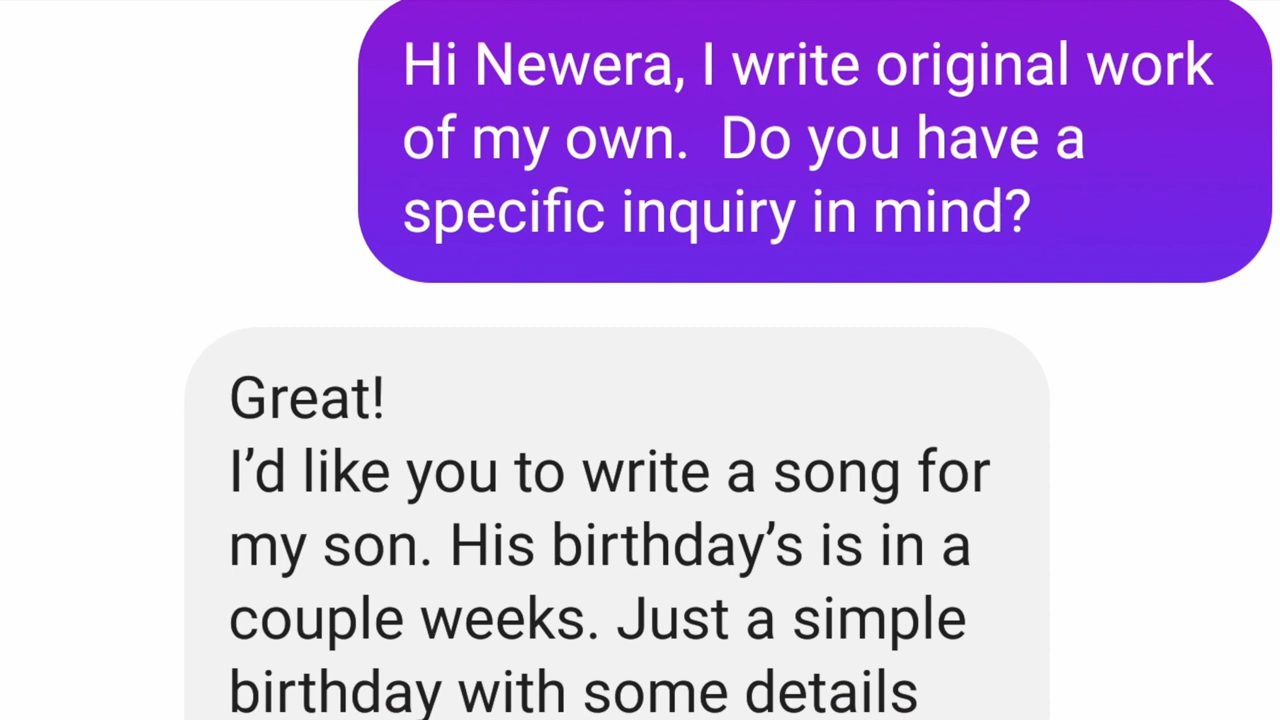 Hi Newera, I write original work
of my own.  Do you have a
specific inquiry in mind?
Great!
I’d like you to write a song for
my son. His birthday’s is in a
couple weeks. Just a simple
birthday with some details